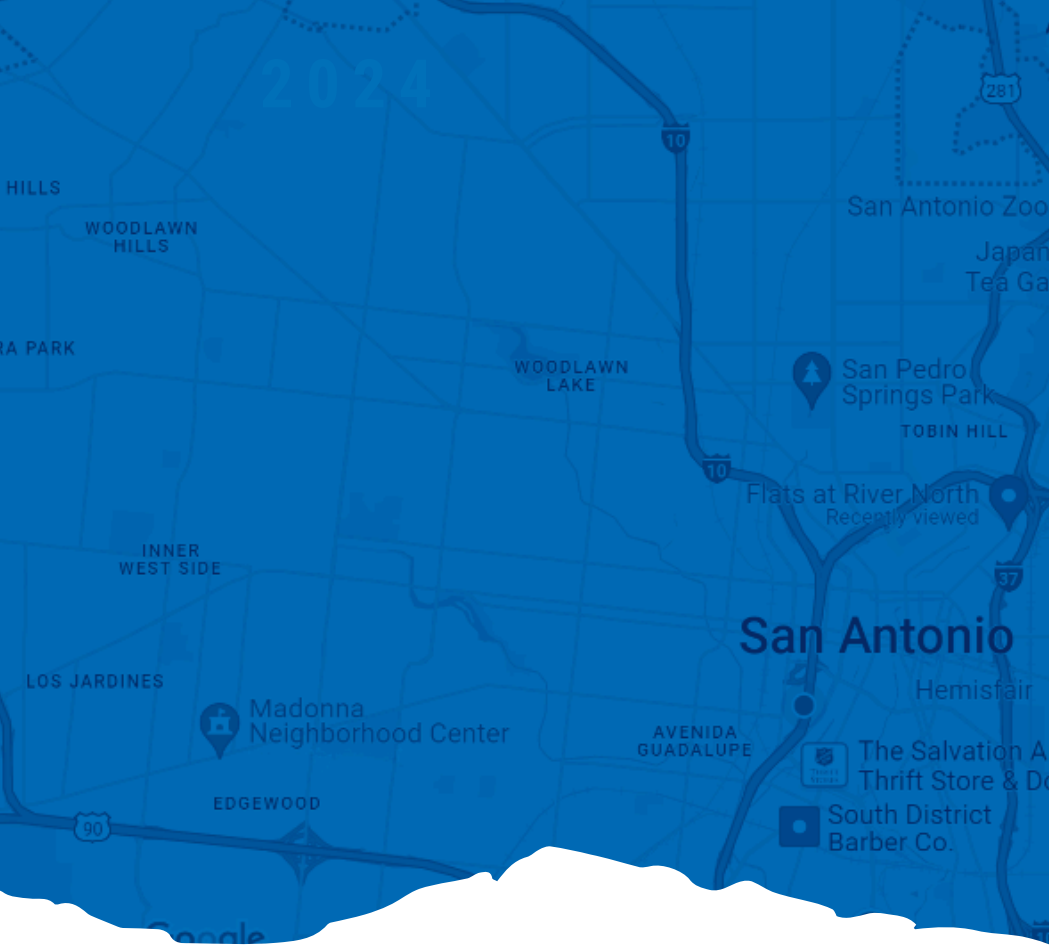 2024
281
10
HILLS
San Antonio Zoo
WOODLAWN
HILLS
Japan
Tea Ga
RA PARK
WOODLAWN
LAKE
San Pedro
Springs Park
TOBIN HILL
10
Flats at River North
Recently viewed
INNER
WEST SIDE
37
San Antonio
LOS JARDINES
Hemisfair
Madonna
Neighborhood Center
AVENIDA
GUADALUPE
The Salvation A
Thrift Store & Do
EDGEWOOD
South District
Barber Co.
90
Google